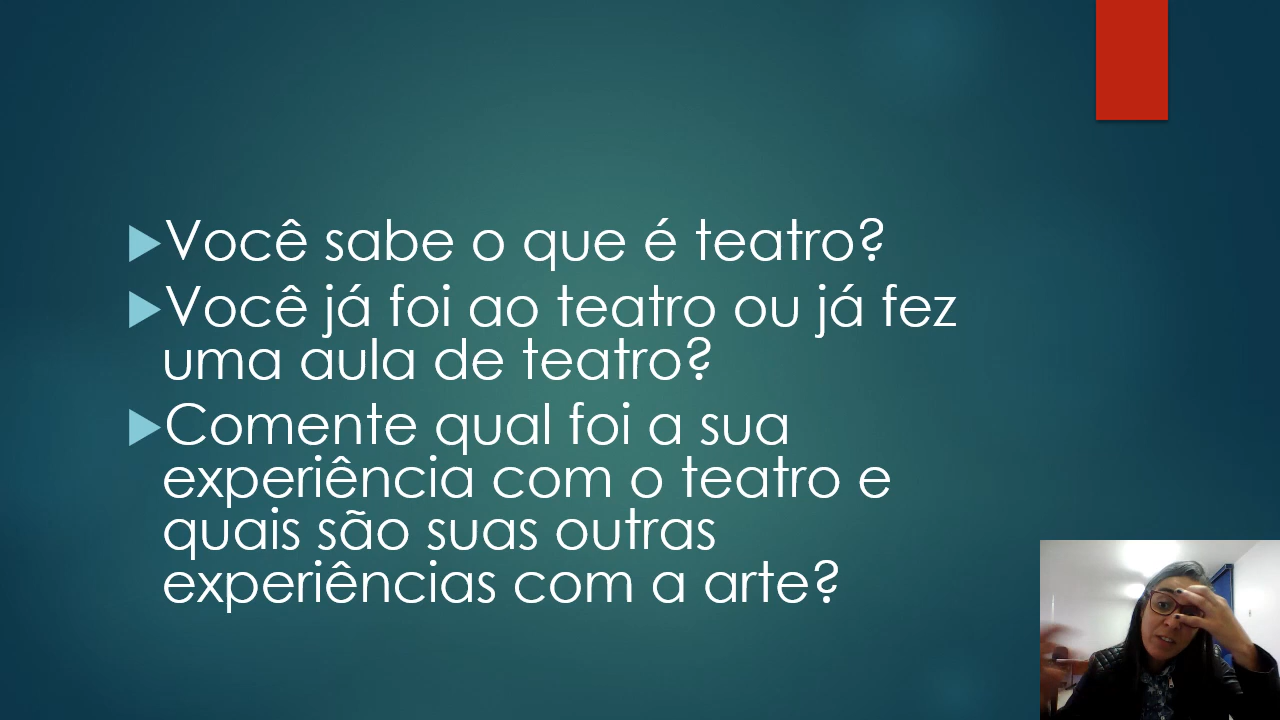 Você sabe o que é teatro?
Você já foi ao teatro ou já fez
uma aula de teatro?
Comente qual foi a sua
experiência com o teatro e
quais são suas outras
experiências com a arte?